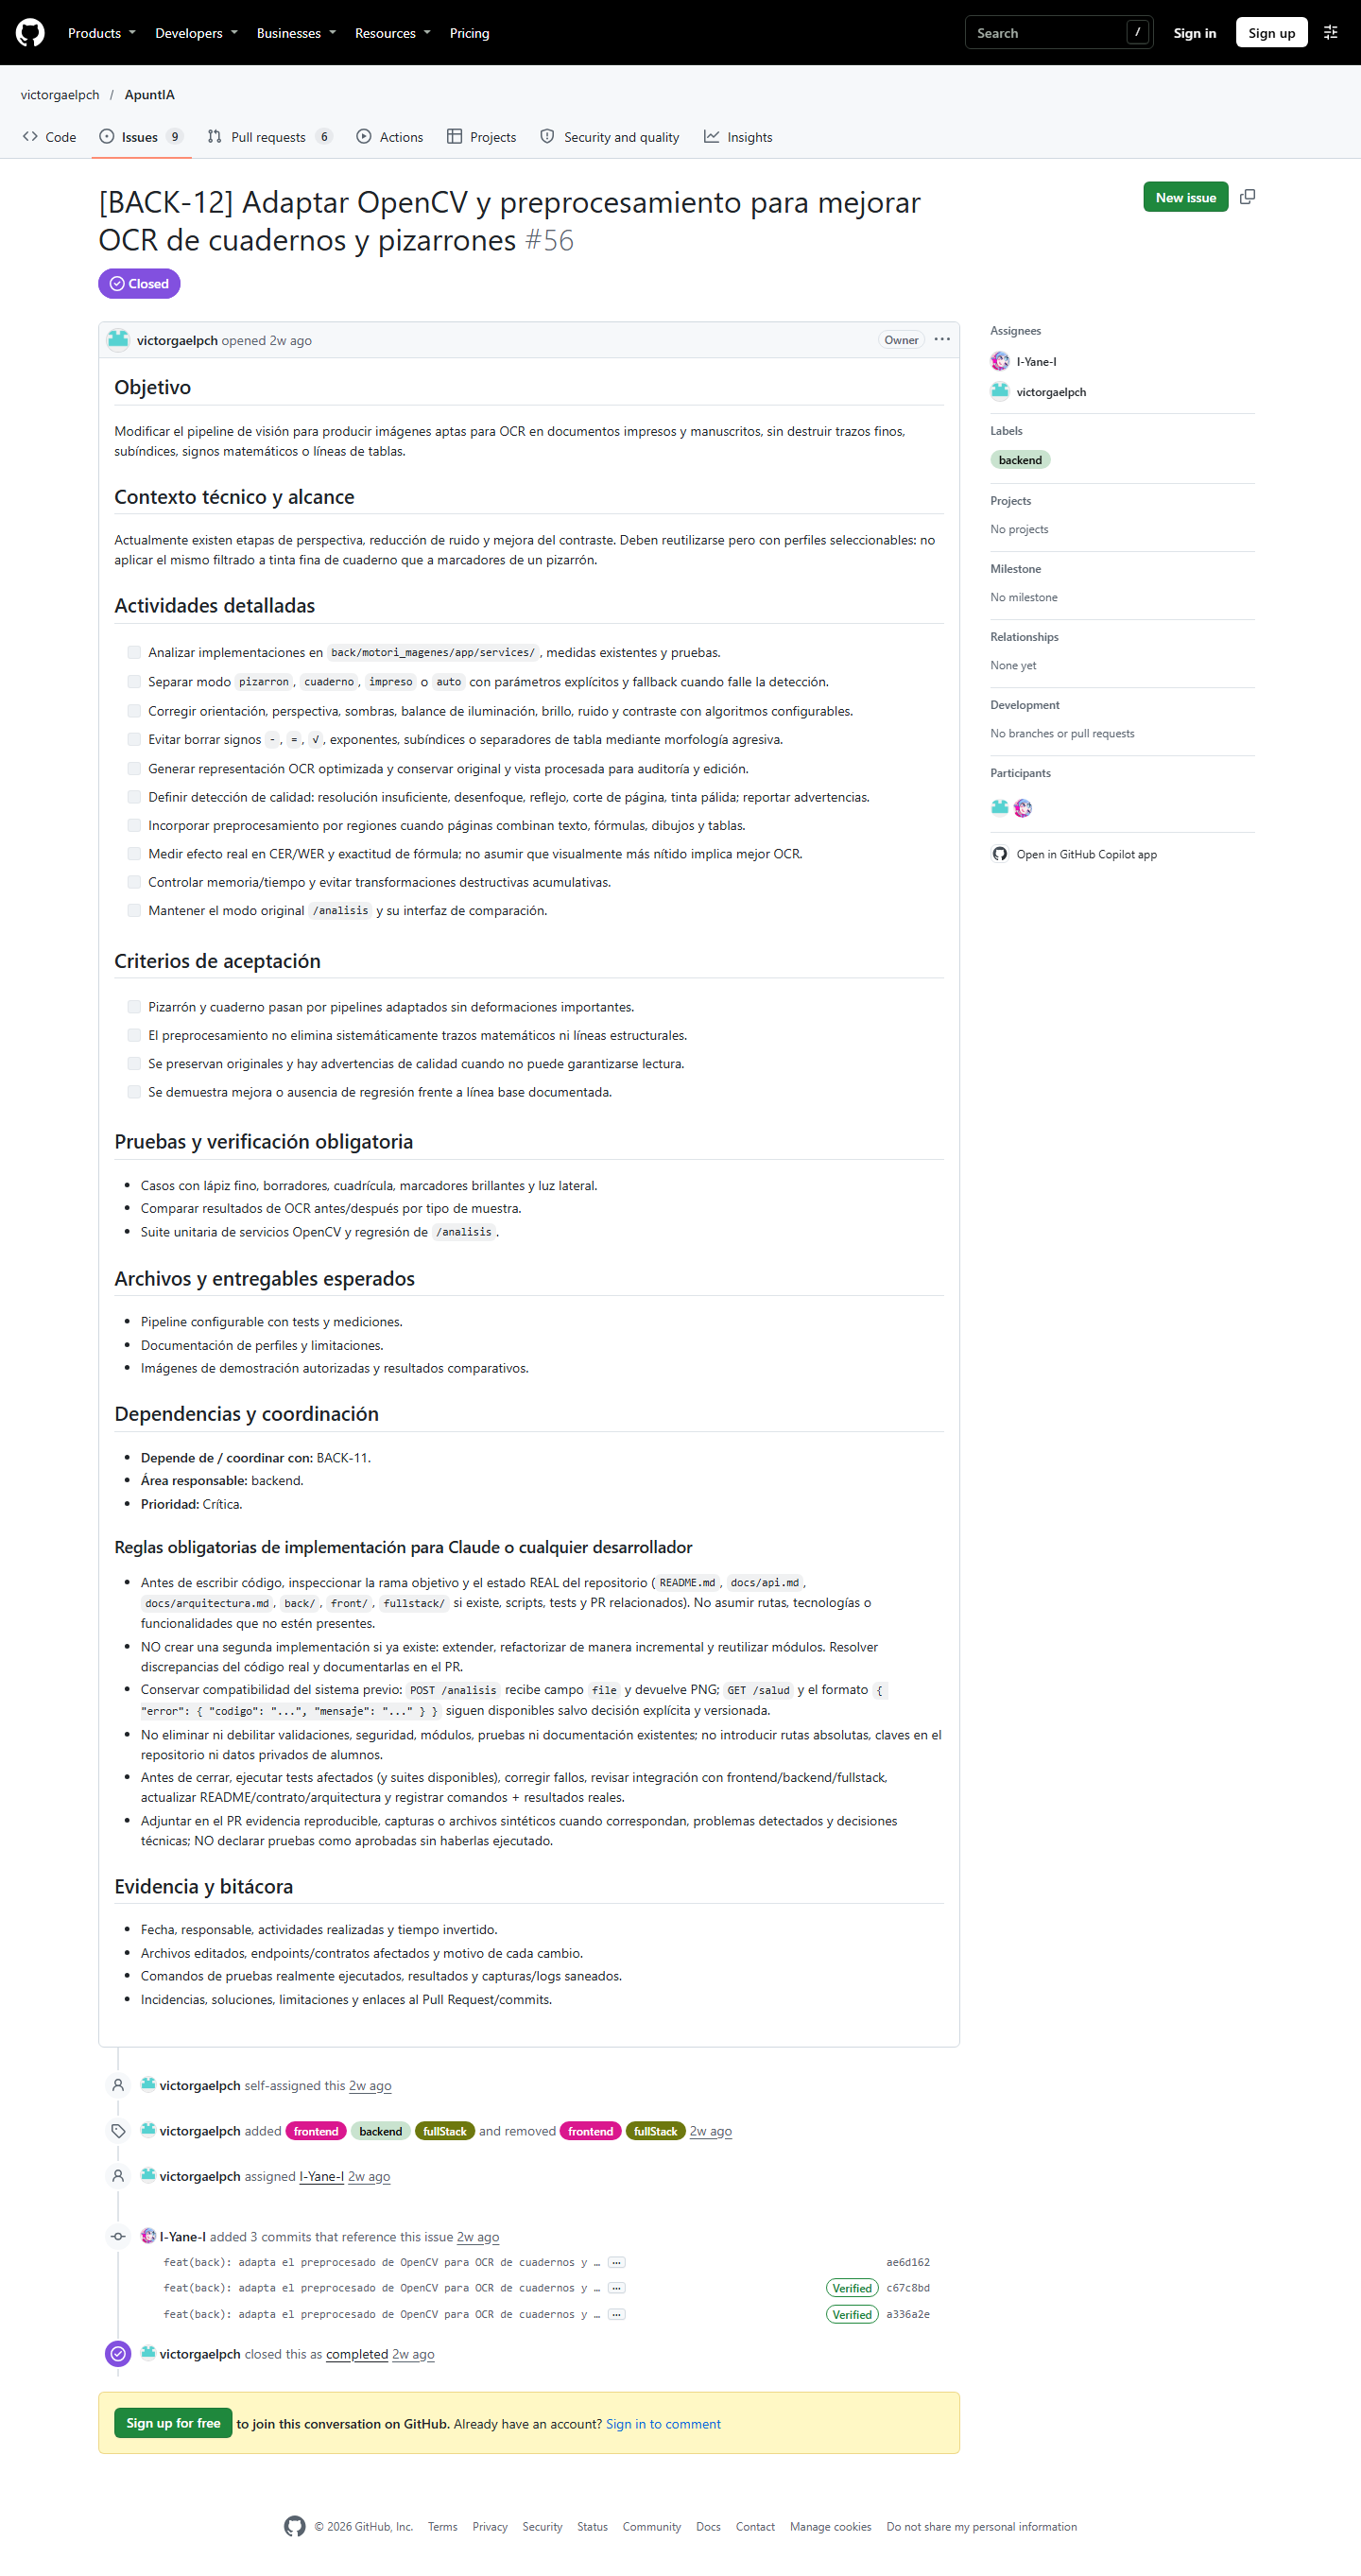 Products Developers Businesses Resources Pricing Search / Sign in Sign up
victorgaelpch / ApuntIA
Code Issues 9 Pull requests 6 Actions Projects Security and quality Insights
[BACK-12] Adaptar OpenCV y preprocesamiento para mejorar
OCR de cuadernos y pizarrones #56
New issue
Closed
victorgaelpch opened 2w ago Owner
Objetivo
Modificar el pipeline de visión para producir imágenes aptas para OCR en documentos impresos y manuscritos, sin destruir trazos finos,
subíndices, signos matemáticos o líneas de tablas.
Contexto técnico y alcance
Actualmente existen etapas de perspectiva, reducción de ruido y mejora del contraste. Deben reutilizarse pero con perfiles seleccionables: no
aplicar el mismo filtrado a tinta fina de cuaderno que a marcadores de un pizarrón.
Actividades detalladas
Analizar implementaciones en back/motori_magenes/app/services/, medidas existentes y pruebas.
Separar modo pizarron, cuaderno, impreso o auto con parámetros explícitos y fallback cuando falle la detección.
Corregir orientación, perspectiva, sombras, balance de iluminación, brillo, ruido y contraste con algoritmos configurables.
Evitar borrar signos -, =, √, exponentes, subíndices o separadores de tabla mediante morfología agresiva.
Generar representación OCR optimizada y conservar original y vista procesada para auditoría y edición.
Definir detección de calidad: resolución insuficiente, desenfoque, reflejo, corte de página, tinta pálida; reportar advertencias.
Incorporar preprocesamiento por regiones cuando páginas combinan texto, fórmulas, dibujos y tablas.
Medir efecto real en CER/WER y exactitud de fórmula; no asumir que visualmente más nítido implica mejor OCR.
Controlar memoria/tiempo y evitar transformaciones destructivas acumulativas.
Mantener el modo original /analisis y su interfaz de comparación.
Criterios de aceptación
Pizarrón y cuaderno pasan por pipelines adaptados sin deformaciones importantes.
El preprocesamiento no elimina sistemáticamente trazos matemáticos ni líneas estructurales.
Se preservan originales y hay advertencias de calidad cuando no puede garantizarse lectura.
Se demuestra mejora o ausencia de regresión frente a línea base documentada.
Pruebas y verificación obligatoria
Casos con lápiz fino, borradores, cuadrícula, marcadores brillantes y luz lateral.
Comparar resultados de OCR antes/después por tipo de muestra.
Suite unitaria de servicios OpenCV y regresión de /analisis.
Archivos y entregables esperados
Pipeline configurable con tests y mediciones.
Documentación de perfiles y limitaciones.
Imágenes de demostración autorizadas y resultados comparativos.
Dependencias y coordinación
Depende de / coordinar con: BACK-11.
Área responsable: backend.
Prioridad: Crítica.
Reglas obligatorias de implementación para Claude o cualquier desarrollador
Antes de escribir código, inspeccionar la rama objetivo y el estado REAL del repositorio (README.md, docs/api.md,
docs/arquitectura.md, back/, front/, fullstack/ si existe, scripts, tests y PR relacionados). No asumir rutas, tecnologías o
funcionalidades que no estén presentes.
NO crear una segunda implementación si ya existe: extender, refactorizar de manera incremental y reutilizar módulos. Resolver
discrepancias del código real y documentarlas en el PR.
Conservar compatibilidad del sistema previo: POST /analisis recibe campo file y devuelve PNG; GET /salud y el formato {
"error": { "codigo": "...", "mensaje": "..." } } siguen disponibles salvo decisión explícita y versionada.
No eliminar ni debilitar validaciones, seguridad, módulos, pruebas ni documentación existentes; no introducir rutas absolutas, claves en el
repositorio ni datos privados de alumnos.
Antes de cerrar, ejecutar tests afectados (y suites disponibles), corregir fallos, revisar integración con frontend/backend/fullstack,
actualizar README/contrato/arquitectura y registrar comandos + resultados reales.
Adjuntar en el PR evidencia reproducible, capturas o archivos sintéticos cuando correspondan, problemas detectados y decisiones
técnicas; NO declarar pruebas como aprobadas sin haberlas ejecutado.
Evidencia y bitácora
Fecha, responsable, actividades realizadas y tiempo invertido.
Archivos editados, endpoints/contratos afectados y motivo de cada cambio.
Comandos de pruebas realmente ejecutados, resultados y capturas/logs saneados.
Incidencias, soluciones, limitaciones y enlaces al Pull Request/commits.
victorgaelpch self-assigned this 2w ago
victorgaelpch added frontend backend fullStack and removed frontend fullStack 2w ago
victorgaelpch assigned I-Yane-I 2w ago
I-Yane-I added 3 commits that reference this issue 2w ago
feat(back): adapta el preprocesado de OpenCV para OCR de cuadernos y … ae6d162
feat(back): adapta el preprocesado de OpenCV para OCR de cuadernos y … Verified c67c8bd
feat(back): adapta el preprocesado de OpenCV para OCR de cuadernos y … Verified a336a2e
victorgaelpch closed this as completed 2w ago
Sign up for free to join this conversation on GitHub. Already have an account? Sign in to comment
Assignees
I-Yane-I
victorgaelpch
Labels
backend
Projects
No projects
Milestone
No milestone
Relationships
None yet
Development
No branches or pull requests
Participants
Open in GitHub Copilot app
© 2026 GitHub, Inc. Terms Privacy Security Status Community Docs Contact Manage cookies Do not share my personal information